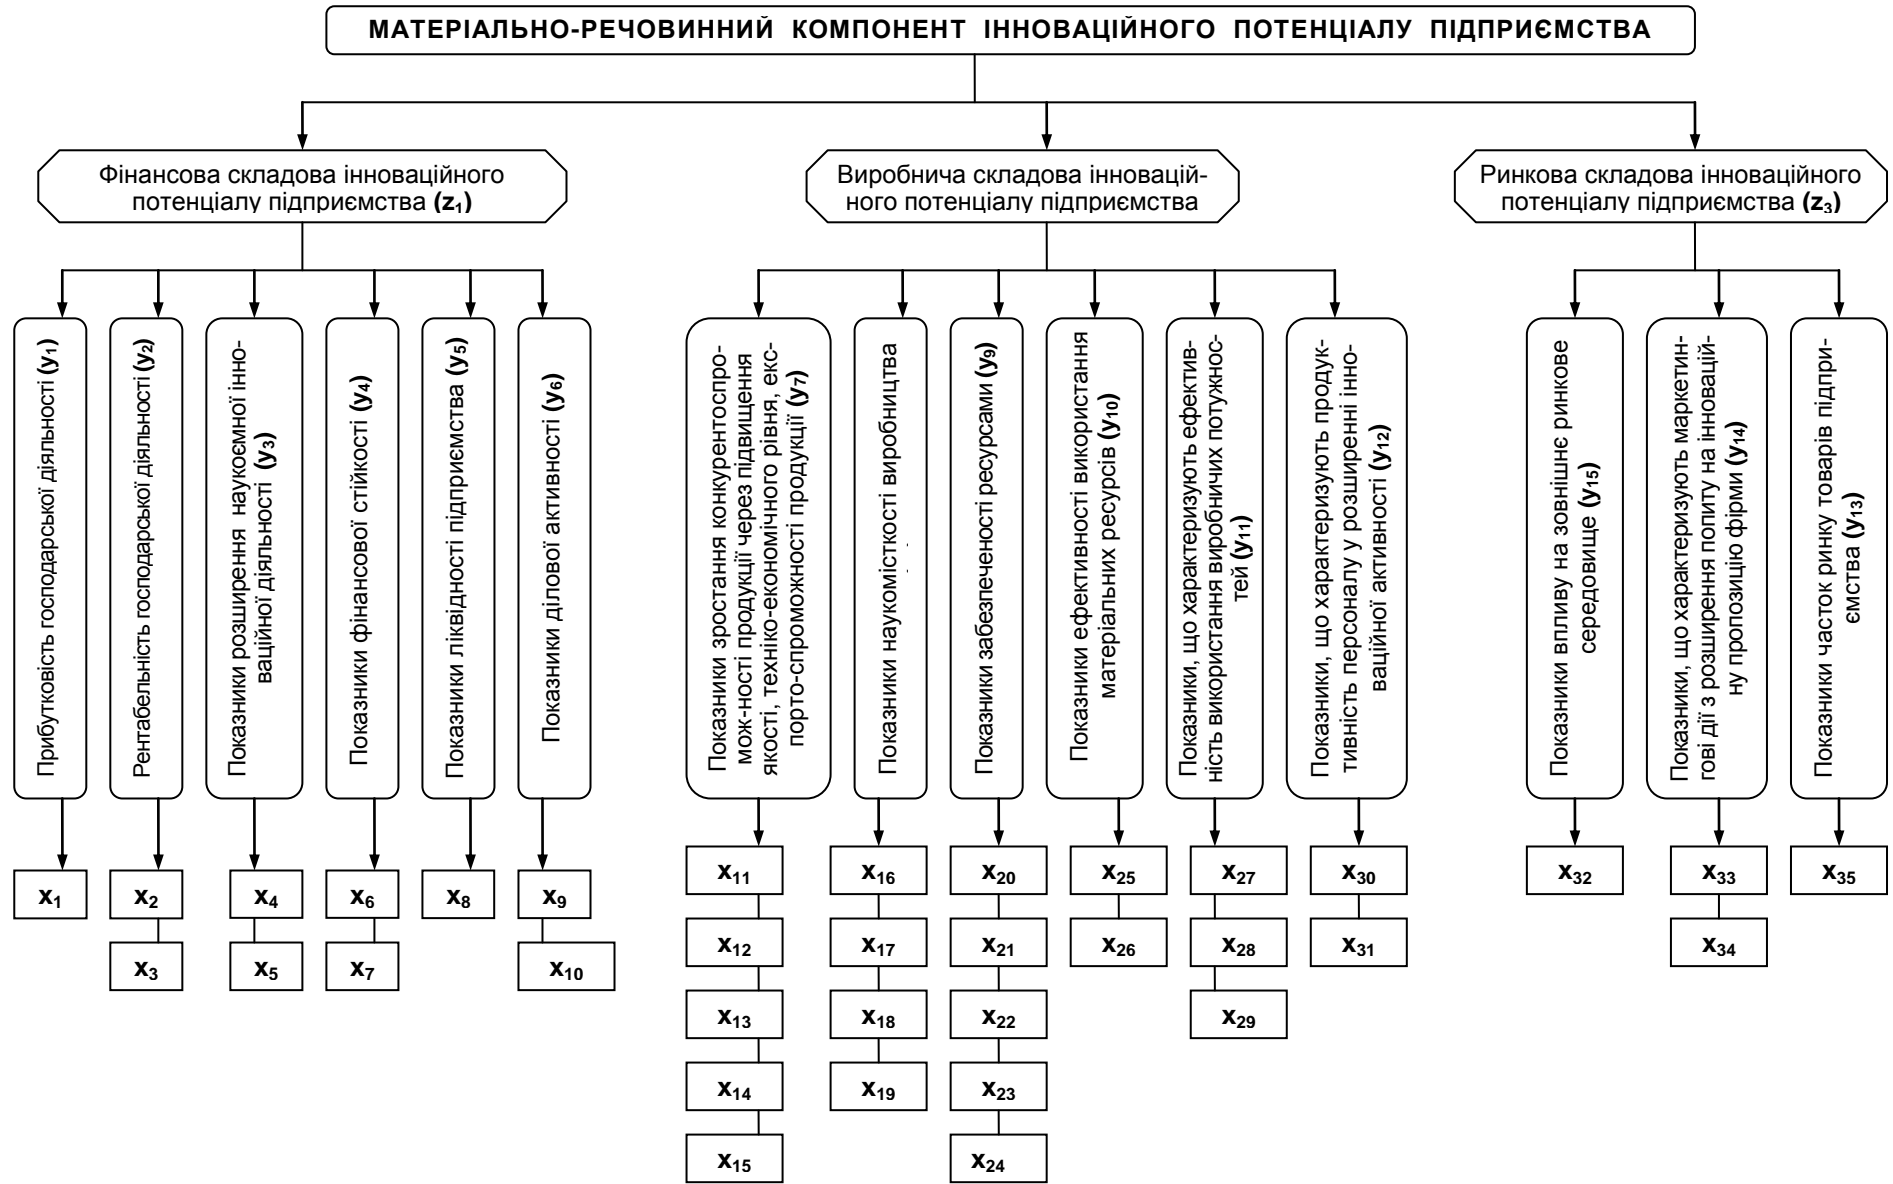 МАТЕРІАЛЬНО-РЕЧОВИННИЙ КОМПОНЕНТ ІННОВАЦІЙНОГО ПОТЕНЦІАЛУ ПІДПРИЄМСТВА
Фінансова складова інноваційного
потенціалу підприємства (z₁)
Виробнича складова інновацій-
ного потенціалу підприємства
Ринкова складова інноваційного
потенціалу підприємства (z₃)
Прибутковість господарської діяльності (y₁)
Рентабельність господарської діяльності (y₂)
Показники розширення наукоємної інно-
ваційної діяльності (y₃)
Показники фінансової стійкості (y₄)
Показники ліквідності підприємства (y₅)
Показники ділової активності (y₆)
Показники зростання конкурентоспро-
мож-ності продукції через підвищення
якості, техніко-економічного рівня, екс-
порто-спроможності продукції (y₇)
Показники наукомісткості виробництва
Показники забезпеченості ресурсами (y₉)
Показники ефективності використання
матеріальних ресурсів (y₁₀)
Показники, що характеризують ефектив-
ність використання виробничих потужнос-
тей (y₁₁)
Показники, що характеризують продук-
тивність персоналу у розширенні інно-
ваційної активності (y₁₂)
Показники впливу на зовнішнє ринкове
середовище (y₁₅)
Показники, що характеризують маркетин-
гові дії з розширення попиту на інновацій-
ну пропозицію фірми (y₁₄)
Показники часток ринку товарів підпри-
ємства (y₁₃)
x₁
x₂
x₃
x₄
x₅
x₆
x₇
x₈
x₉
x₁₀
x₁₁
x₁₂
x₁₃
x₁₄
x₁₅
x₁₆
x₁₇
x₁₈
x₁₉
x₂₀
x₂₁
x₂₂
x₂₃
x₂₄
x₂₅
x₂₆
x₂₇
x₂₈
x₂₉
x₃₀
x₃₁
x₃₂
x₃₃
x₃₄
x₃₅